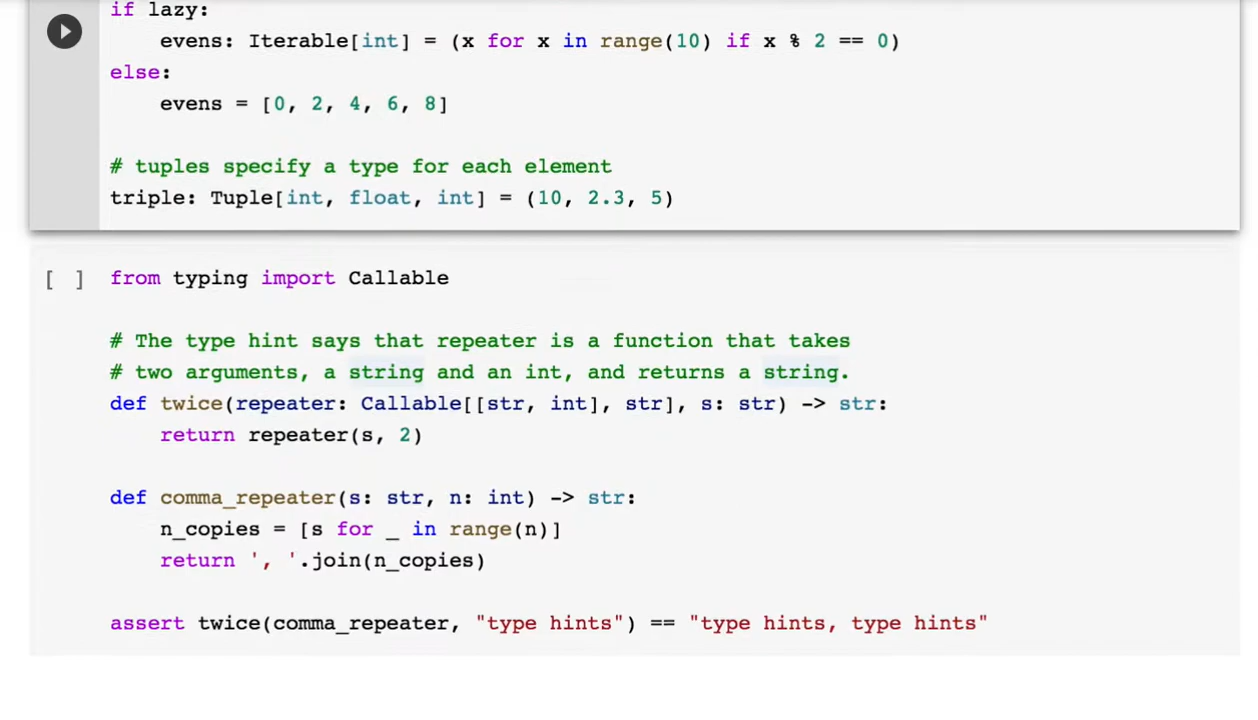 if lazy:
    evens: Iterable[int] = (x for x in range(10) if x % 2 == 0)
else:
    evens = [0, 2, 4, 6, 8]

# tuples specify a type for each element
triple: Tuple[int, float, int] = (10, 2.3, 5)

[ ] from typing import Callable

# The type hint says that repeater is a function that takes
# two arguments, a string and an int, and returns a string.
def twice(repeater: Callable[[str, int], str], s: str) -> str:
    return repeater(s, 2)

def comma_repeater(s: str, n: int) -> str:
    n_copies = [s for _ in range(n)]
    return ', '.join(n_copies)

assert twice(comma_repeater, "type hints") == "type hints, type hints"